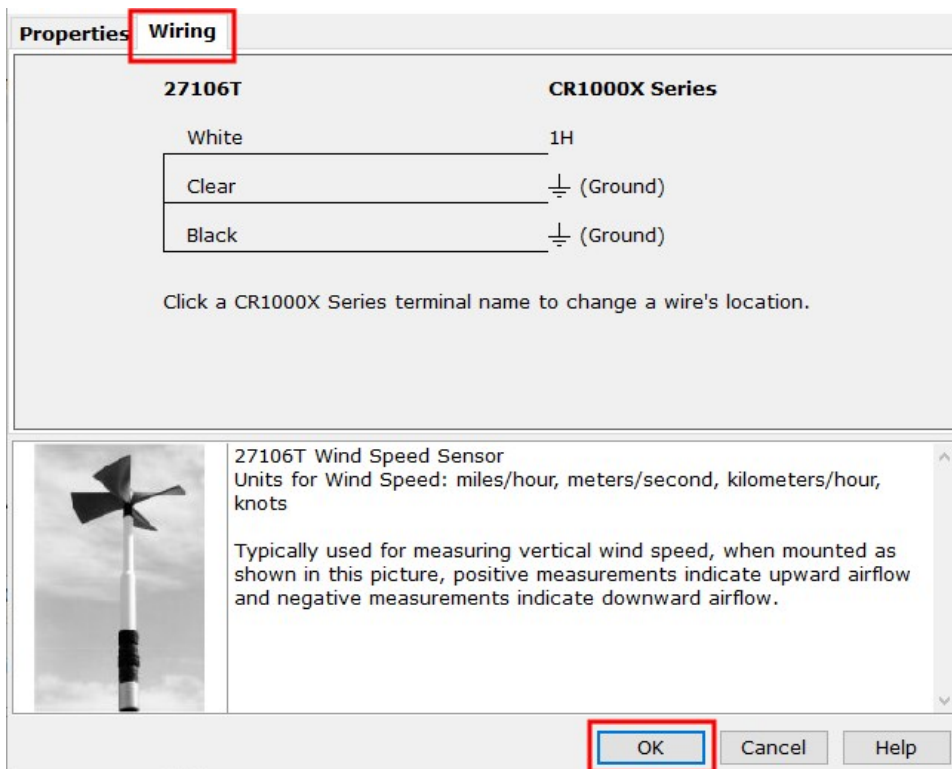 Properties Wiring
27106T CR1000X Series
White 1H
Clear (Ground)
Black (Ground)
Click a CR1000X Series terminal name to change a wire's location.
27106T Wind Speed Sensor
Units for Wind Speed: miles/hour, meters/second, kilometers/hour,
knots
Typically used for measuring vertical wind speed, when mounted as
shown in this picture, positive measurements indicate upward airflow
and negative measurements indicate downward airflow.
OK Cancel Help